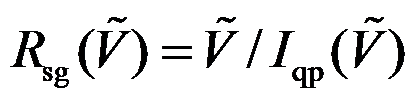 R_sg(Ṽ) = Ṽ / I_qp(Ṽ)